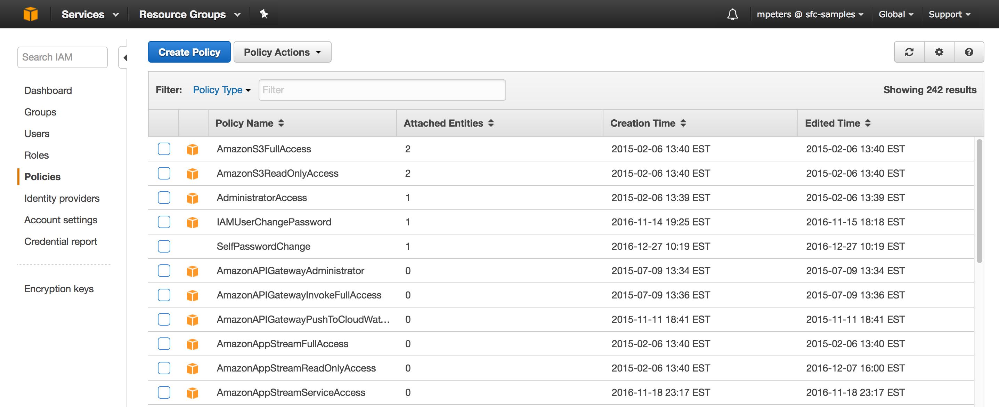 Services Resource Groups mpeters @ sfc-samples Global Support
Search IAM
Dashboard
Groups
Users
Roles
Policies
Identity providers
Account settings
Credential report
Encryption keys
Create Policy Policy Actions
Filter: Policy Type Filter Showing 242 results
Policy Name Attached Entities Creation Time Edited Time
AmazonS3FullAccess 2 2015-02-06 13:40 EST 2015-02-06 13:40 EST
AmazonS3ReadOnlyAccess 2 2015-02-06 13:40 EST 2015-02-06 13:40 EST
AdministratorAccess 1 2015-02-06 13:39 EST 2015-02-06 13:39 EST
IAMUserChangePassword 1 2016-11-14 19:25 EST 2016-11-15 18:18 EST
SelfPasswordChange 1 2016-12-27 10:19 EST 2016-12-27 10:19 EST
AmazonAPIGatewayAdministrator 0 2015-07-09 13:34 EST 2015-07-09 13:34 EST
AmazonAPIGatewayInvokeFullAccess 0 2015-07-09 13:36 EST 2015-07-09 13:36 EST
AmazonAPIGatewayPushToCloudWat... 0 2015-11-11 18:41 EST 2015-11-11 18:41 EST
AmazonAppStreamFullAccess 0 2015-02-06 13:40 EST 2015-02-06 13:40 EST
AmazonAppStreamReadOnlyAccess 0 2015-02-06 13:40 EST 2016-12-07 16:00 EST
AmazonAppStreamServiceAccess 0 2016-11-18 23:17 EST 2016-11-18 23:17 EST